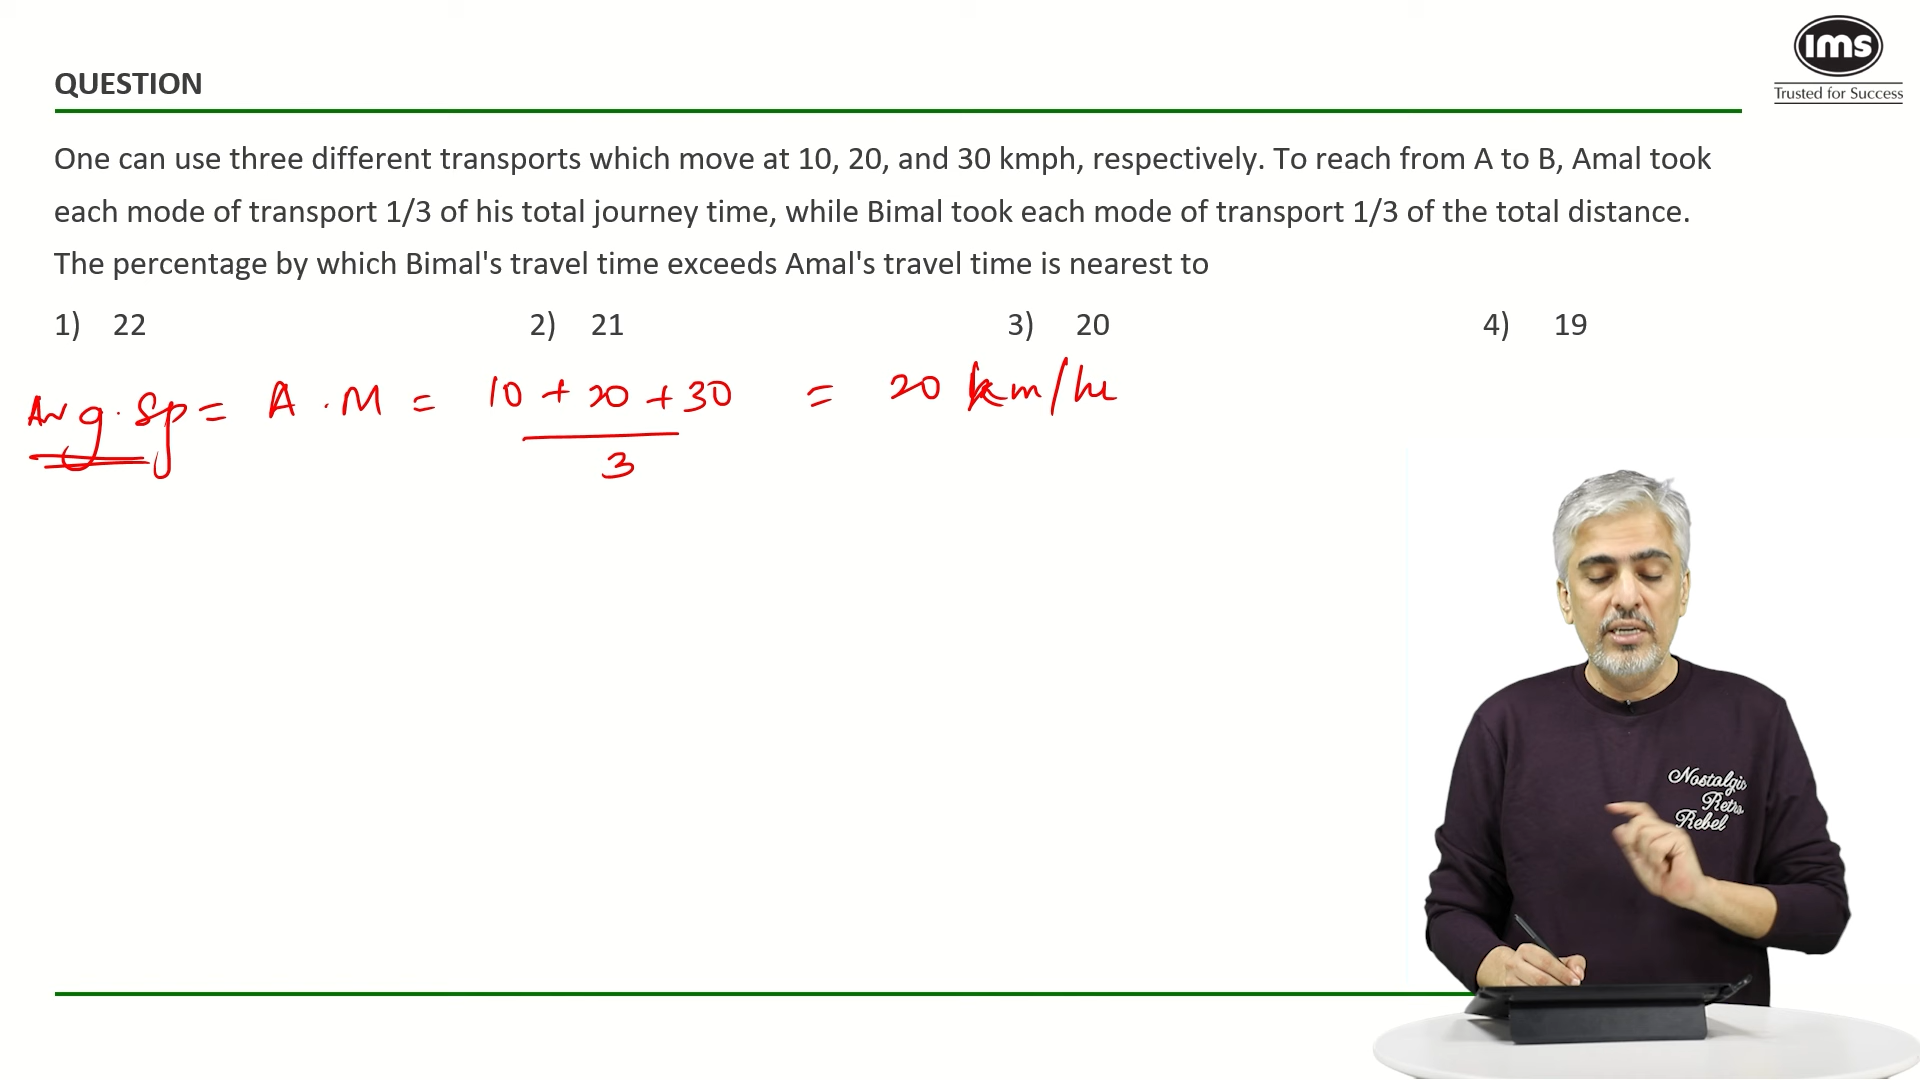 ims
Trusted for Success
QUESTION
One can use three different transports which move at 10, 20, and 30 kmph, respectively. To reach from A to B, Amal took
each mode of transport 1/3 of his total journey time, while Bimal took each mode of transport 1/3 of the total distance.
The percentage by which Bimal's travel time exceeds Amal's travel time is nearest to
1) 22 2) 21 3) 20 4) 19
Avg. Sp = A.M = 10 + 20 + 30 = 20 km/hr
3
Nostalgic
Retro
Rebel